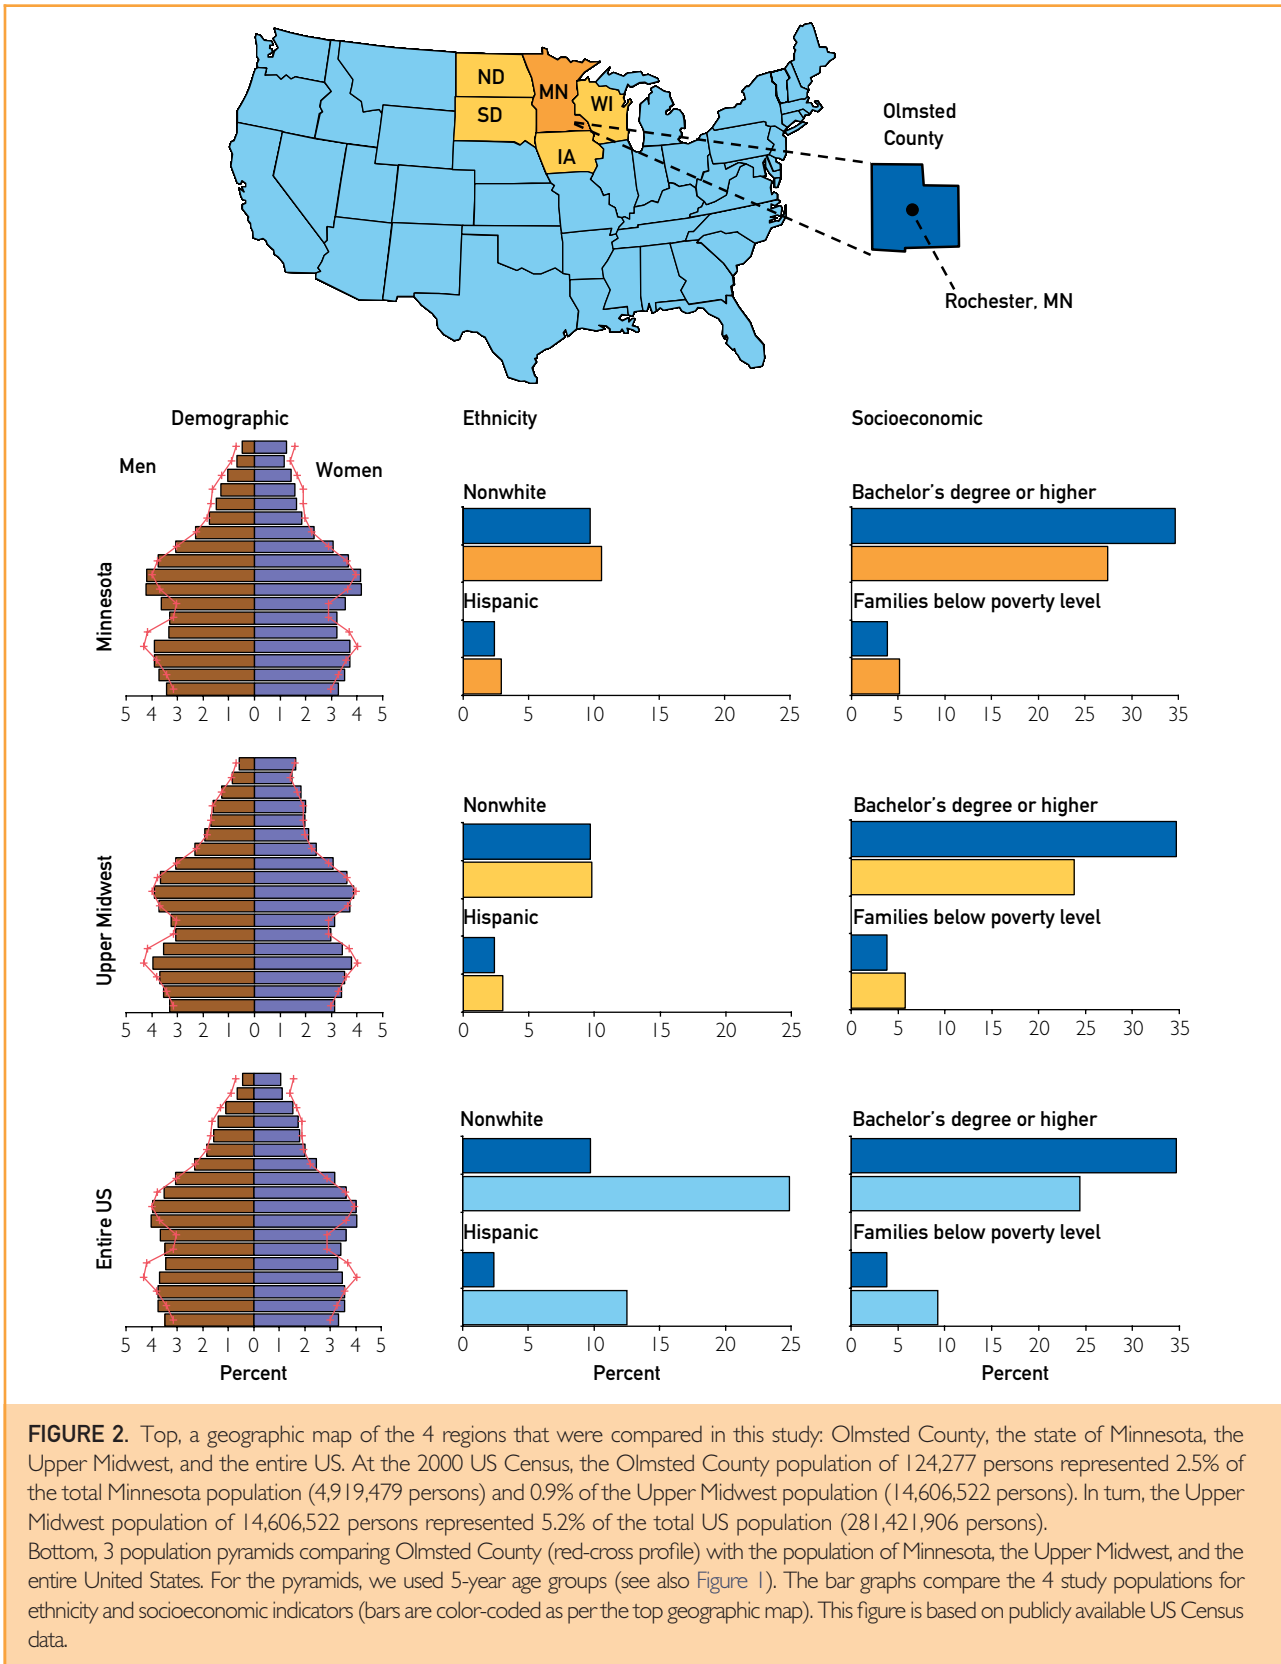 ND
MN
WI
SD
IA
Olmsted
County
Rochester, MN
Demographic
Ethnicity
Socioeconomic
Men
Women
Minnesota
Nonwhite
Bachelor's degree or higher
Hispanic
Families below poverty level
5 4 3 2 1 0 1 2 3 4 5
0 5 10 15 20 25
0 5 10 15 20 25 30 35
Upper Midwest
Nonwhite
Bachelor's degree or higher
Hispanic
Families below poverty level
5 4 3 2 1 0 1 2 3 4 5
0 5 10 15 20 25
0 5 10 15 20 25 30 35
Entire US
Nonwhite
Bachelor's degree or higher
Hispanic
Families below poverty level
5 4 3 2 1 0 1 2 3 4 5
0 5 10 15 20 25
0 5 10 15 20 25 30 35
Percent
Percent
Percent
FIGURE 2. Top, a geographic map of the 4 regions that were compared in this study: Olmsted County, the state of Minnesota, the
Upper Midwest, and the entire US. At the 2000 US Census, the Olmsted County population of 124,277 persons represented 2.5% of
the total Minnesota population (4,919,479 persons) and 0.9% of the Upper Midwest population (14,606,522 persons). In turn, the Upper
Midwest population of 14,606,522 persons represented 5.2% of the total US population (281,421,906 persons).
Bottom, 3 population pyramids comparing Olmsted County (red-cross profile) with the population of Minnesota, the Upper Midwest, and the
entire United States. For the pyramids, we used 5-year age groups (see also Figure 1). The bar graphs compare the 4 study populations for
ethnicity and socioeconomic indicators (bars are color-coded as per the top geographic map). This figure is based on publicly available US Census
data.